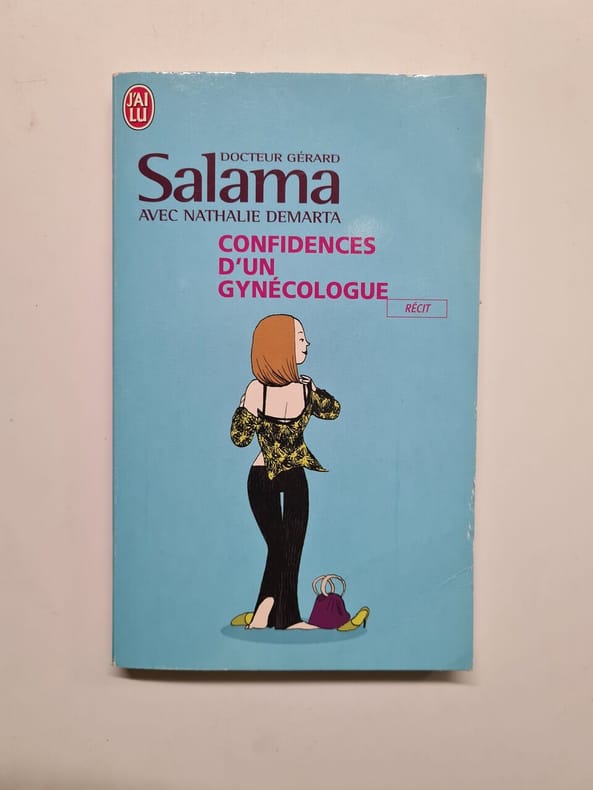 J'AI
LU
DOCTEUR GÉRARD
Salama
AVEC NATHALIE DEMARTA
CONFIDENCES
D'UN
GYNÉCOLOGUE
RÉCIT